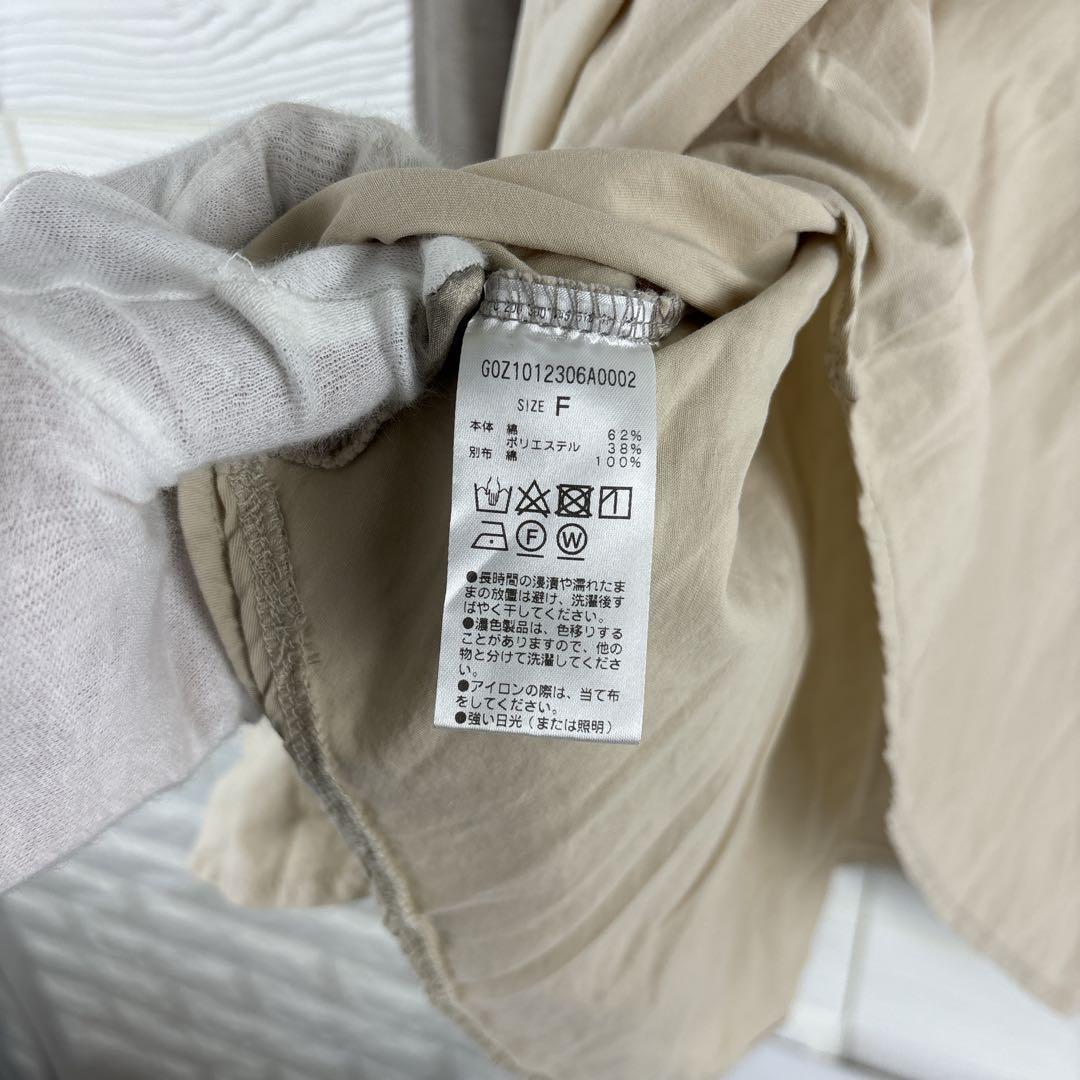 G0Z1012306A0002
SIZE F
本体 綿 62%
ポリエステル 38%
別布 綿 100%
F W
●長時間の浸漬や濡れたま
まの放置は避け、洗濯後す
ばやく干してください。
●濃色製品は、色移りする
ことがありますので、他の
物と分けて洗濯してくださ
い。
●アイロンの際は、当て布
をしてください。
●強い日光（または照明）